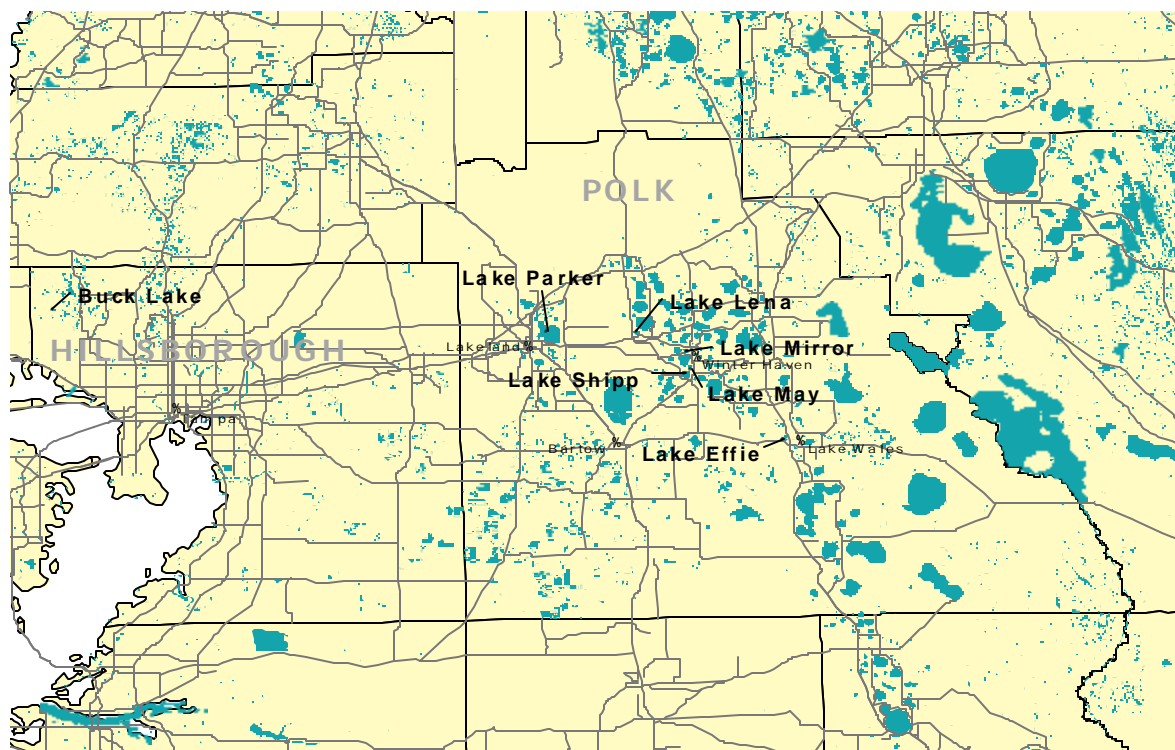 POLK
Lake Parker
Buck Lake
Lake Lena
HILLSBOROUGH
Lakeland
Lake Mirror
Winter Haven
Lake Shipp
Lake May
Tampa
Bartow
Lake Effie
Lake Wales